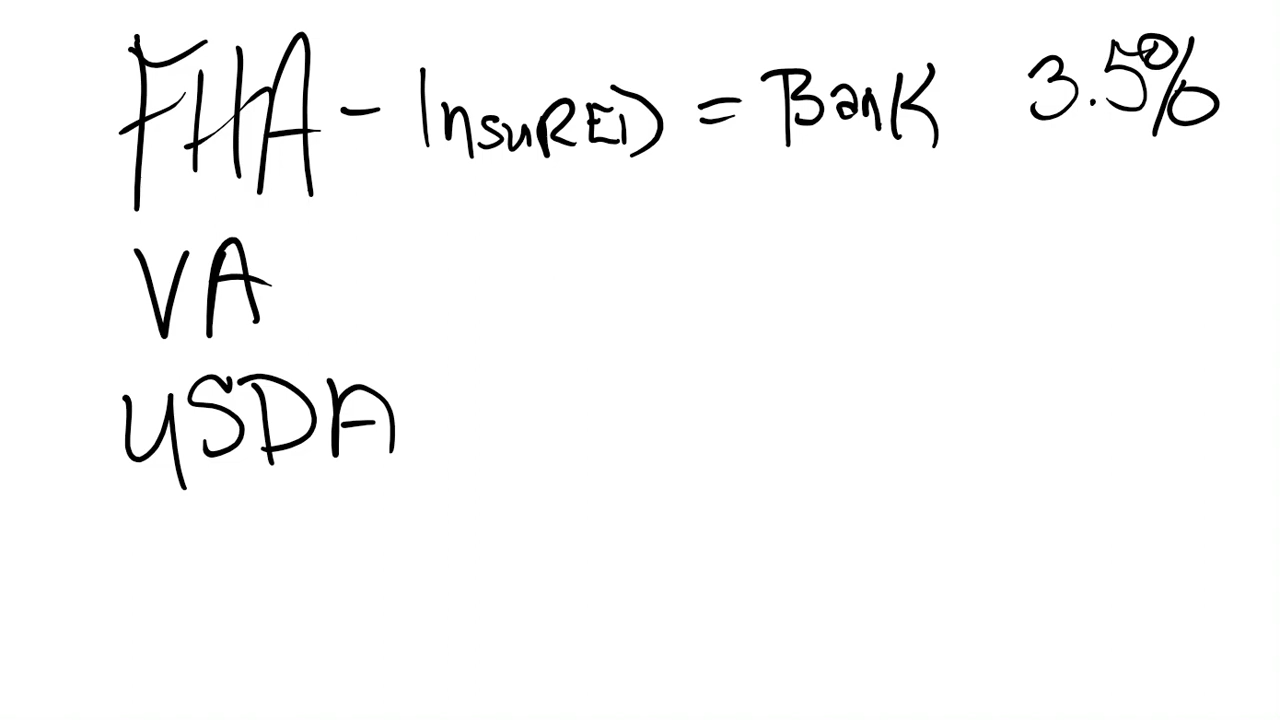 FHA - InSuRED = Bank 3.5%
VA
USDA